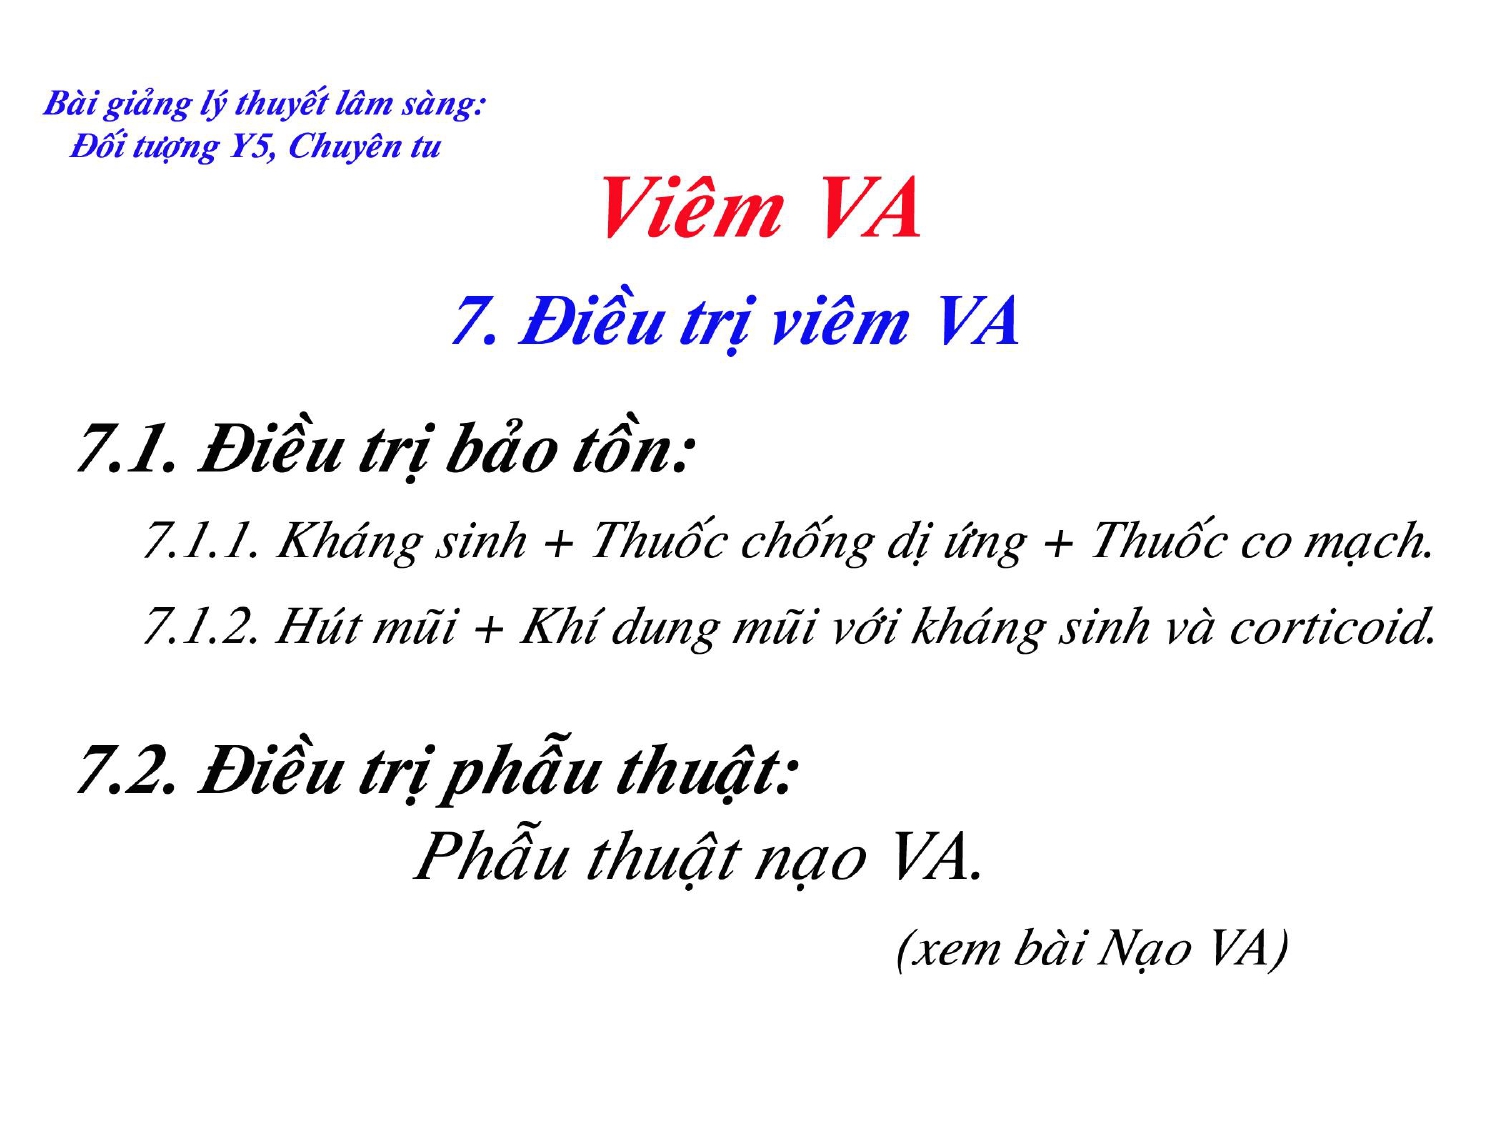 Bài giảng lý thuyết lâm sàng:
Đối tượng Y5, Chuyên tu
Viêm VA
7. Điều trị viêm VA
7.1. Điều trị bảo tồn:
7.1.1. Kháng sinh + Thuốc chống dị ứng + Thuốc co mạch.
7.1.2. Hút mũi + Khí dung mũi với kháng sinh và corticoid.
7.2. Điều trị phẫu thuật:
Phẫu thuật nạo VA.
(xem bài Nạo VA)